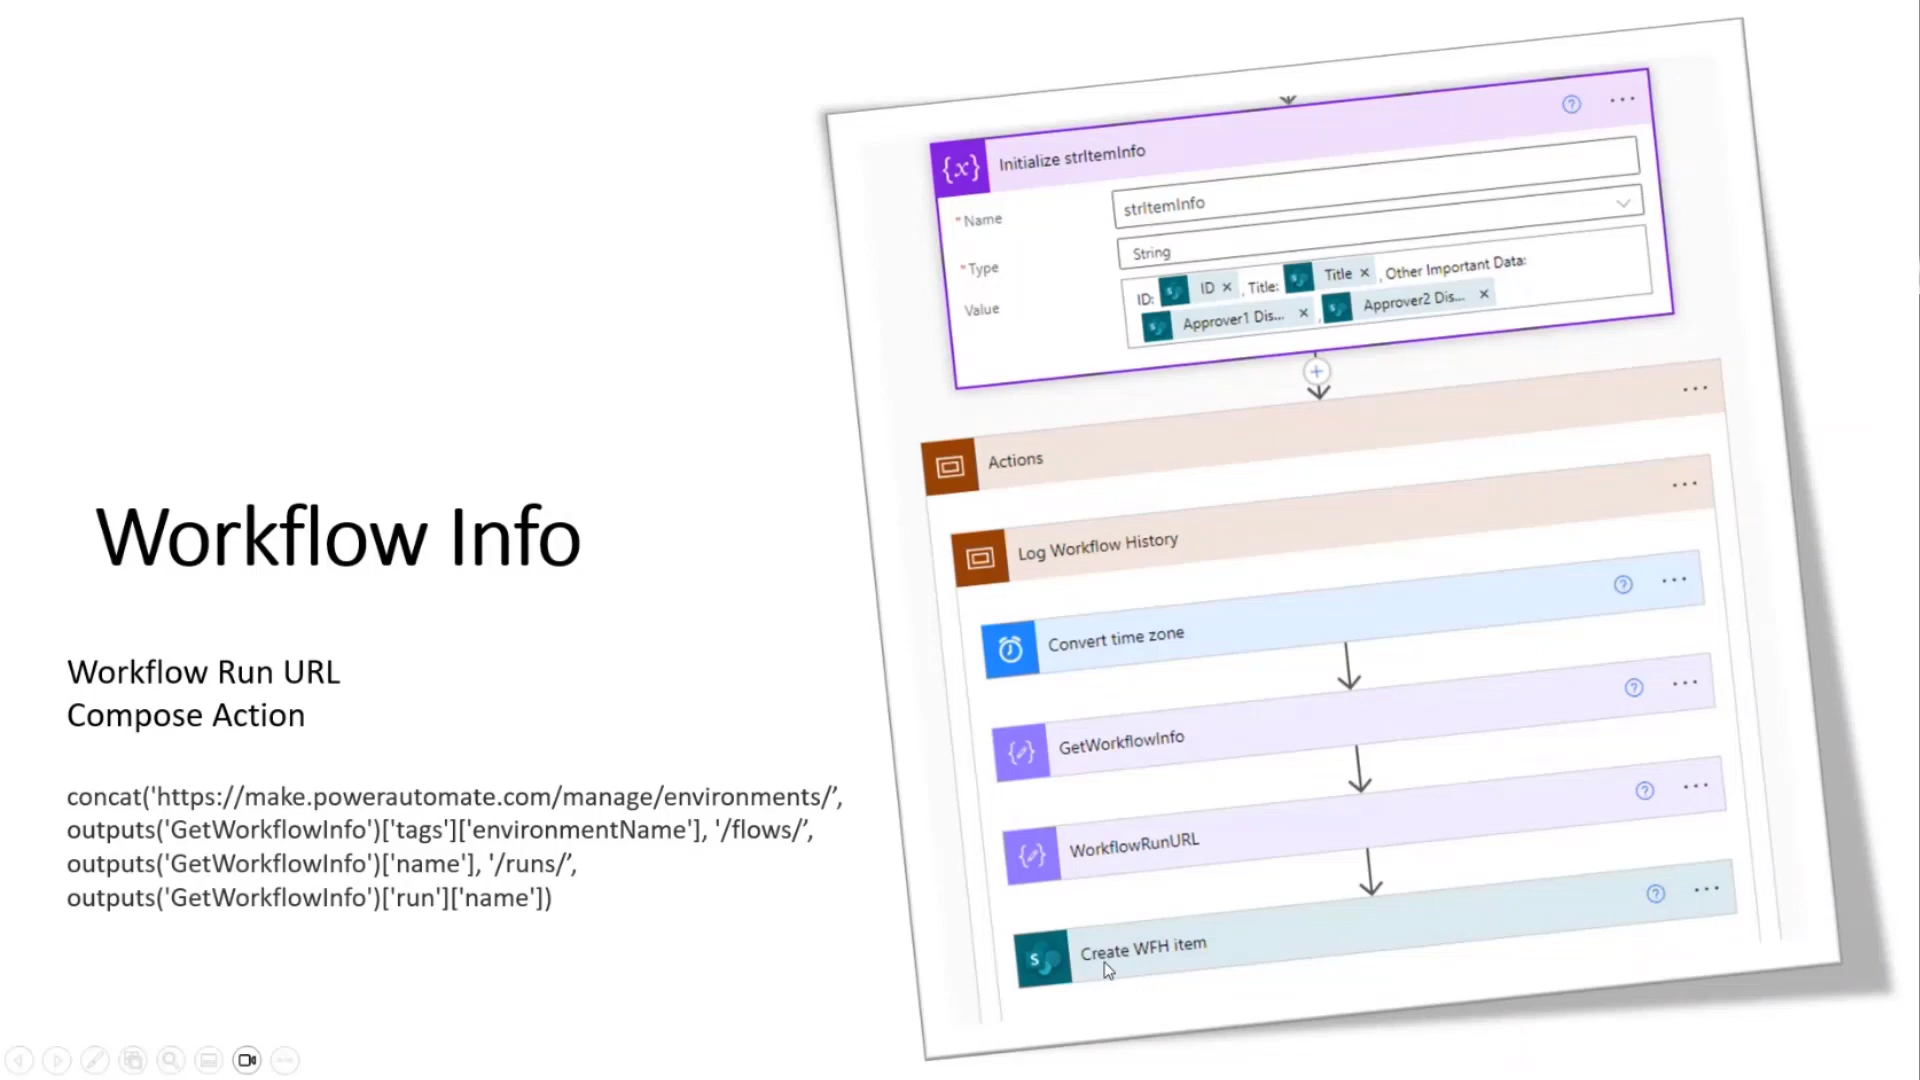 Workflow Info
Workflow Run URL
Compose Action
concat('https://make.powerautomate.com/manage/environments/’,
outputs('GetWorkflowInfo')['tags']['environmentName'], '/flows/’,
outputs('GetWorkflowInfo')['name'], '/runs/’,
outputs('GetWorkflowInfo')['run']['name'])
Initialize strItemInfo
* Name
strItemInfo
* Type
String
Value
ID: ID × , Title: Title × , Other Important Data:
Approver1 Dis... × , Approver2 Dis... ×
Actions
Log Workflow History
Convert time zone
GetWorkflowInfo
WorkflowRunURL
Create WFH item